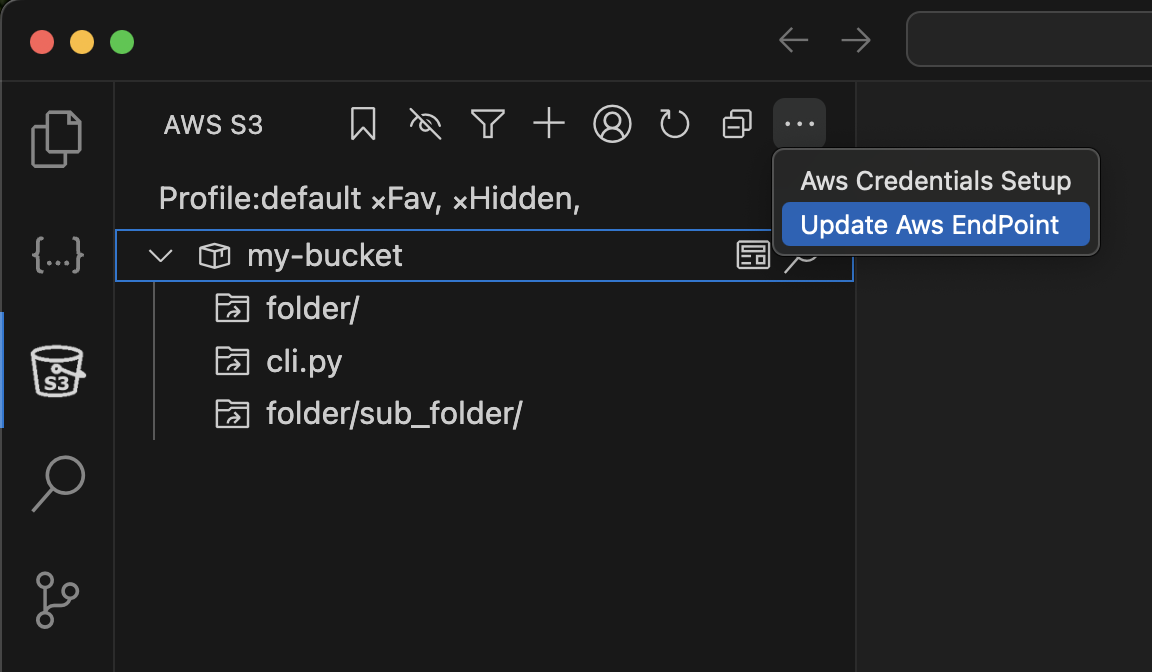 AWS S3
Aws Credentials Setup
Profile:default ×Fav, ×Hidden,
Update Aws EndPoint
{...}
my-bucket
folder/
cli.py
S3
folder/sub_folder/